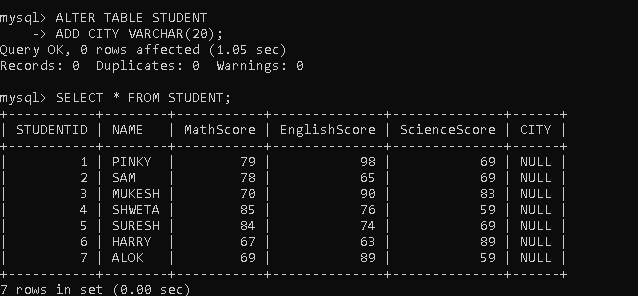 mysql> ALTER TABLE STUDENT
    -> ADD CITY VARCHAR(20);
Query OK, 0 rows affected (1.05 sec)
Records: 0  Duplicates: 0  Warnings: 0

mysql> SELECT * FROM STUDENT;
+-----------+--------+-----------+--------------+--------------+------+
| STUDENTID | NAME   | MathScore | EnglishScore | ScienceScore | CITY |
+-----------+--------+-----------+--------------+--------------+------+
|         1 | PINKY  |        79 |           98 |           69 | NULL |
|         2 | SAM    |        78 |           65 |           69 | NULL |
|         3 | MUKESH |        70 |           90 |           83 | NULL |
|         4 | SHWETA |        85 |           76 |           59 | NULL |
|         5 | SURESH |        84 |           74 |           69 | NULL |
|         6 | HARRY  |        67 |           63 |           89 | NULL |
|         7 | ALOK   |        69 |           89 |           59 | NULL |
+-----------+--------+-----------+--------------+--------------+------+
7 rows in set (0.00 sec)